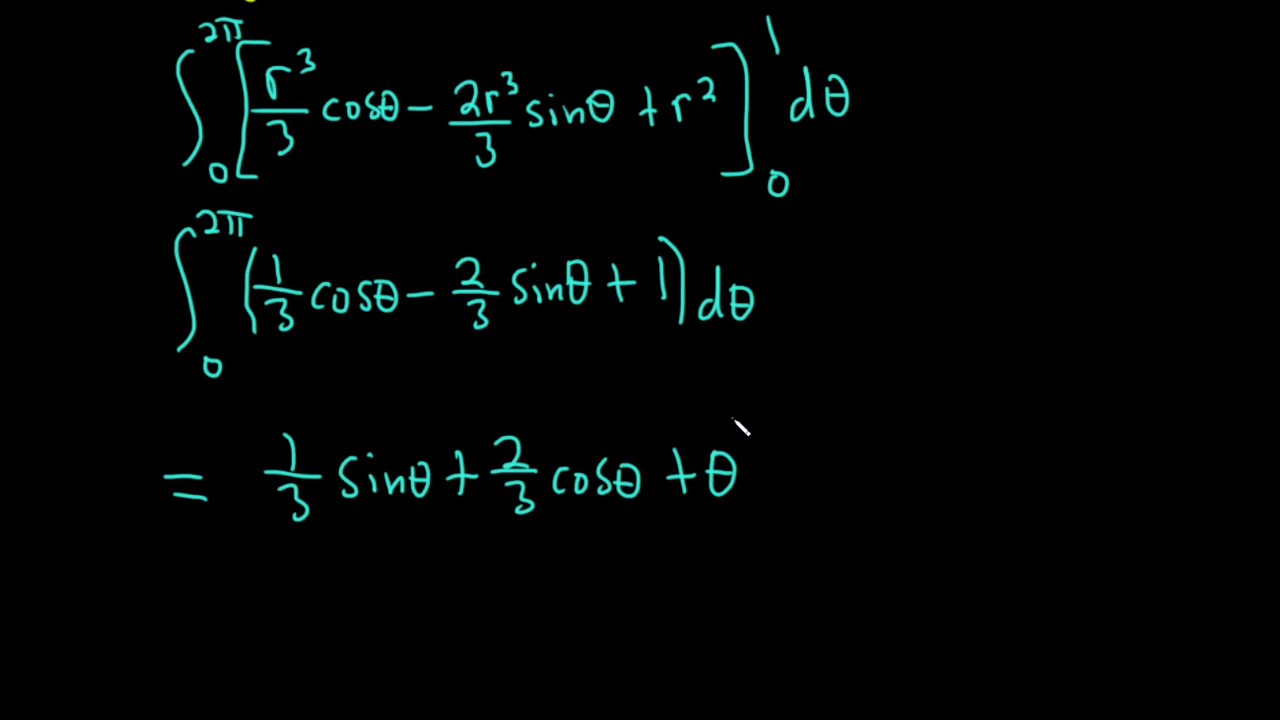 ∫₀^{2π} [r³/3 cosθ − 2r³/3 sinθ + r²]₀¹ dθ
∫₀^{2π} (1/3 cosθ − 2/3 sinθ + 1) dθ
= 1/3 sinθ + 2/3 cosθ + θ